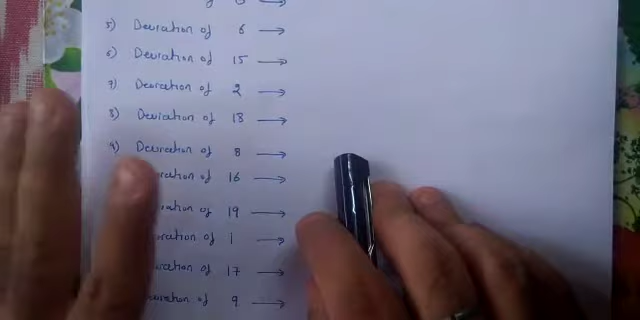 5) Deviation of 6 →
6) Deviation of 15 →
7) Deviation of 2 →
8) Deviation of 18 →
9) Deviation of 8 →
of 16 →
of 19 →
of 1 →
of 17 →
of 9 →